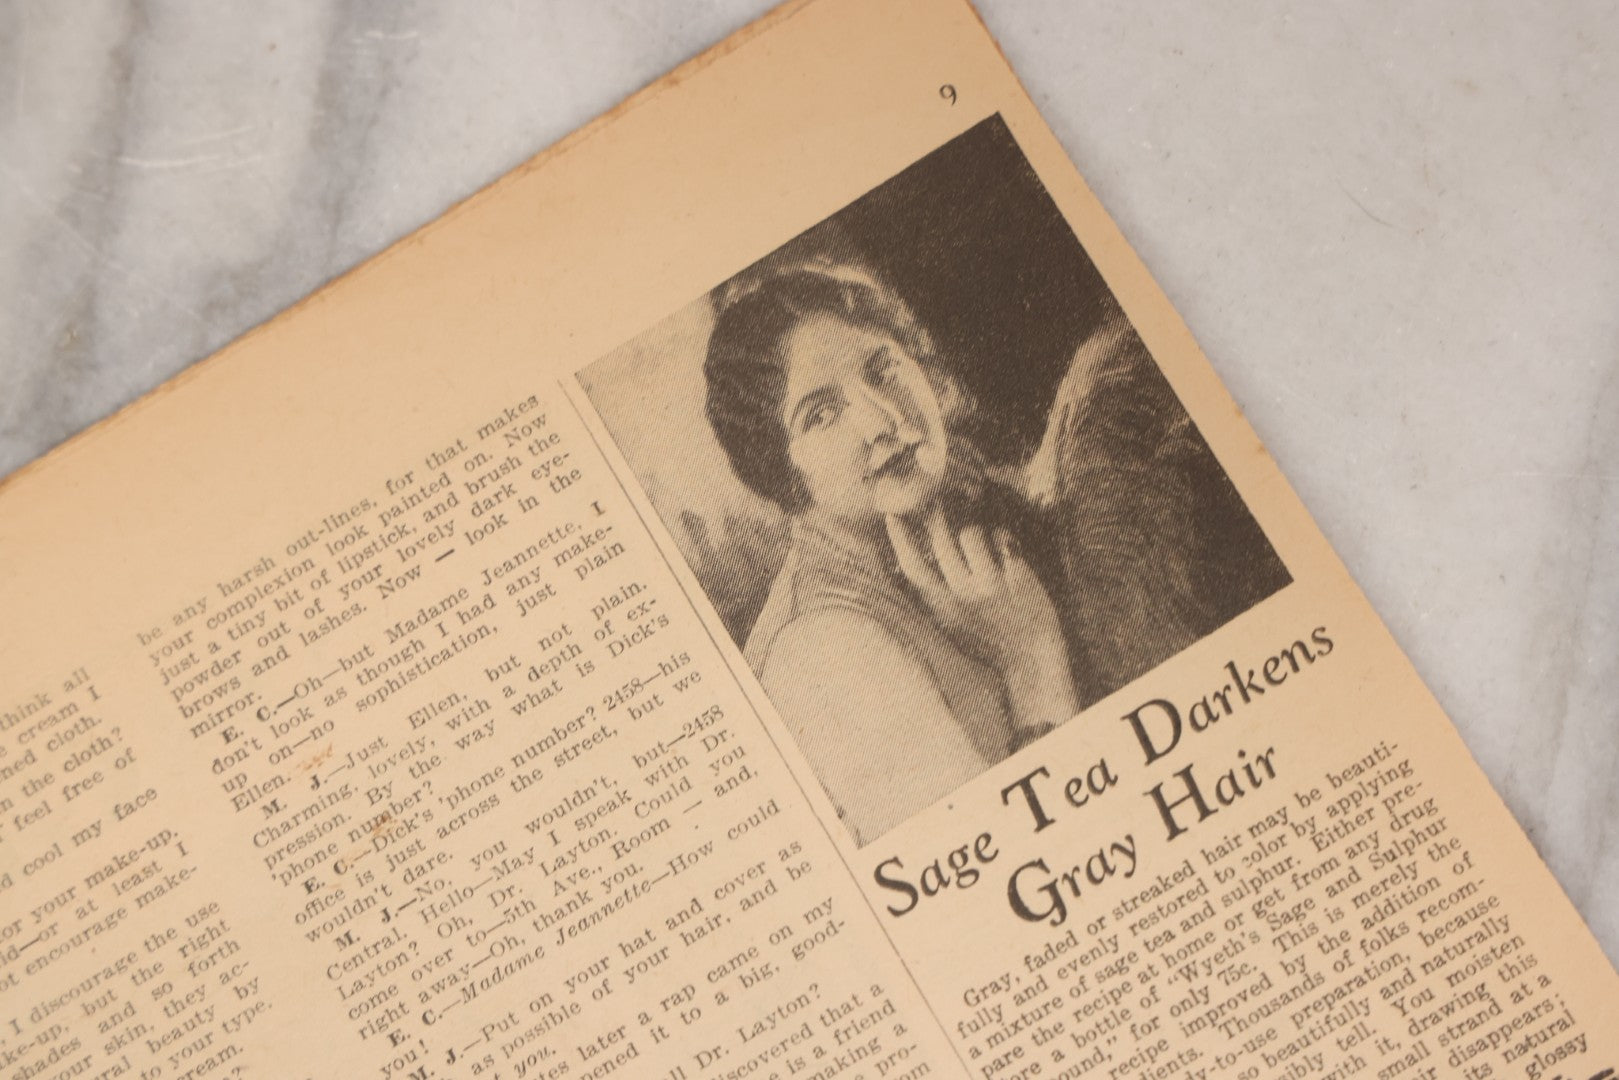 9
think all
cream I
cloth.
the cloth?
feel free of
cool my face
for your make-up.
or at least I
not encourage make-
I discourage the use
but the right
shades and so forth
your skin, they ac-
beauty by
to your type.
cream.
be any harsh out-lines, for that makes
your complexion look painted on. Now
just a tiny bit of lipstick, and brush the
powder out of your lovely dark eye-
brows and lashes. Now — look in the
mirror.
E. C.—Oh—but Madame Jeannette, I
don't look as though I had any make-
up on—no sophistication, just plain
Ellen.
M. J.—Just Ellen, but not plain.
Charming, lovely, with a depth of ex-
pression. By the way what is Dick's
'phone number?
E. C.—Dick's 'phone number? 2458—his
office is just across the street, but we
wouldn't dare.
M. J.—No, you wouldn't, but—2458
Central. Hello—May I speak with Dr.
Layton? Oh, Dr. Layton. Could you
come over to—5th Ave., Room — and,
right away—Oh, thank you.
E. C.—Madame Jeannette—How could
you!
M. J.—Put on your hat and cover as
as possible of your hair, and be
you.
later a rap came on my
opened it to a big, good-
Dr. Layton?
discovered that a
is a friend
making a
pro-
Sage Tea Darkens
Gray Hair
Gray, faded or streaked hair may be beauti-
fully and evenly restored to color by applying
a mixture of sage tea and sulphur. Either pre-
pare the recipe at home or get from any drug
store a bottle of "Wyeth's Sage and Sulphur
for only 75c. This is merely the
recipe improved by the addition of
Thousands of folks recom-
preparation, because
so beautifully and naturally
tell. You moisten
with it, drawing this
small strand at a
disappears;
its natural
glossy